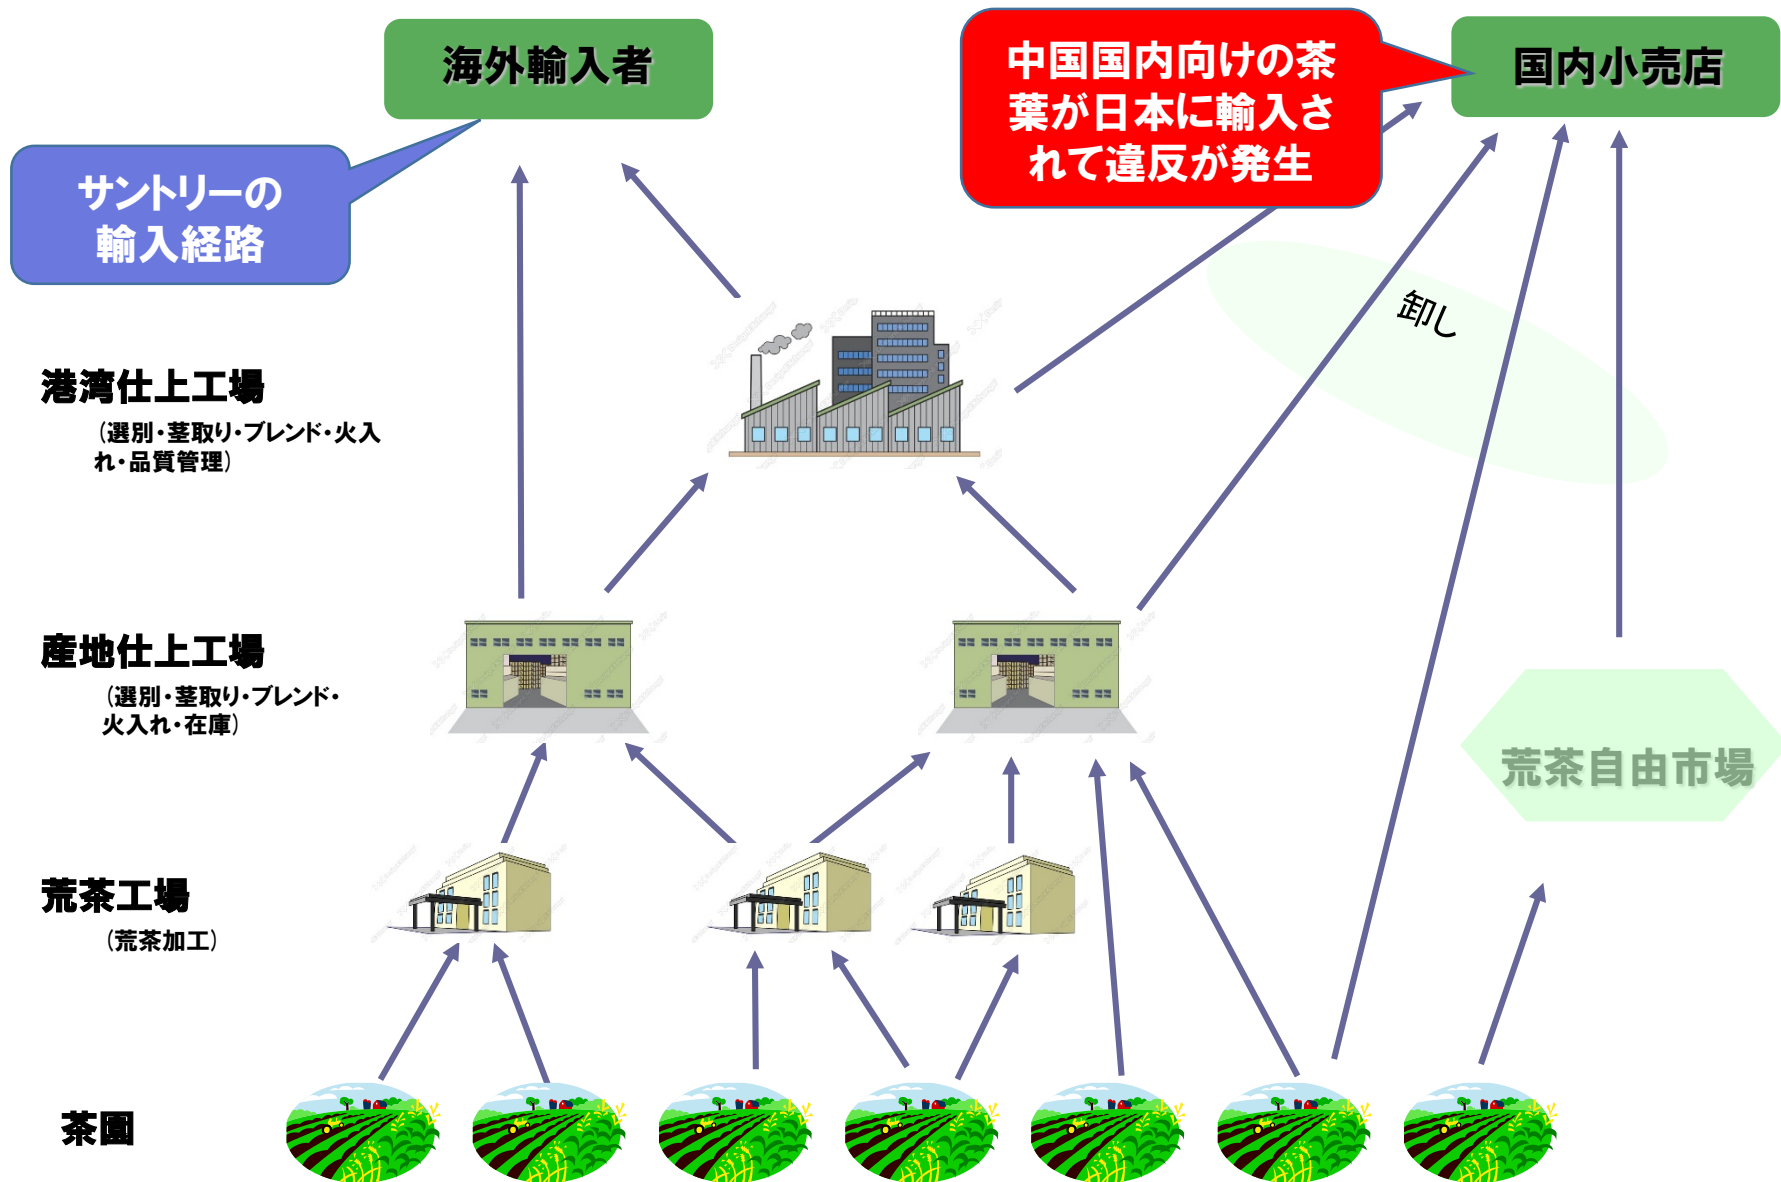 海外輸入者
中国国内向けの茶
葉が日本に輸入さ
れて違反が発生
国内小売店
サントリーの
輸入経路
卸し
港湾仕上工場
（選別・茎取り・ブレンド・火入
れ・品質管理）
産地仕上工場
（選別・茎取り・ブレンド・
火入れ・在庫）
荒茶自由市場
荒茶工場
（荒茶加工）
茶園